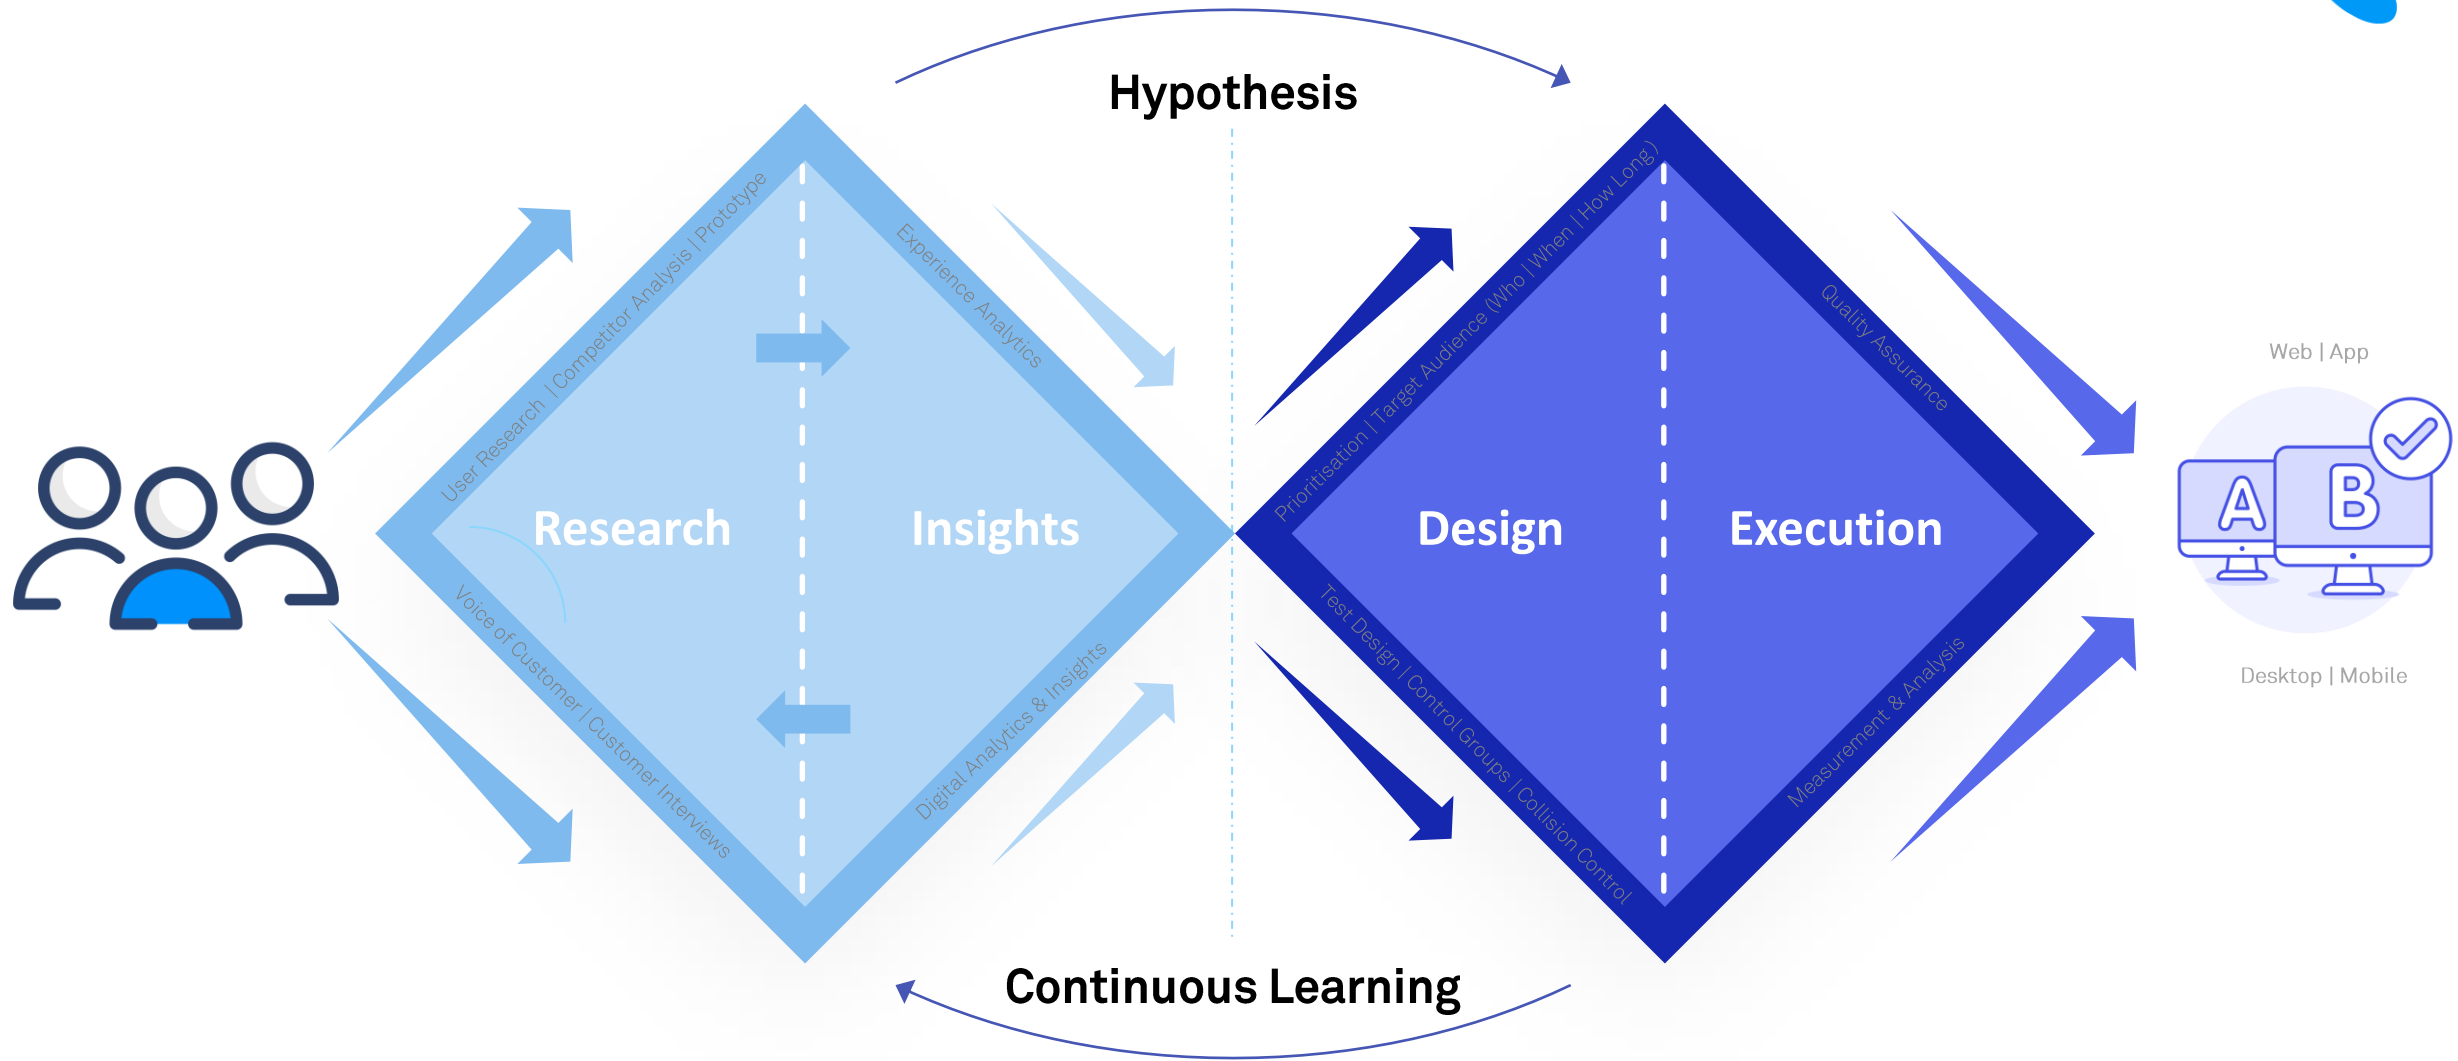 Hypothesis
User Research | Competitor Analysis | Prototype
Experience Analytics
Research
Insights
Voice of Customer | Customer Interviews
Digital Analytics & Insights
Prioritisation | Target Audience (Who | When | How Long)
Quality Assurance
Design
Execution
Test Design | Control Groups | Collision Control
Measurement & Analysis
Web | App
A
B
Desktop | Mobile
Continuous Learning